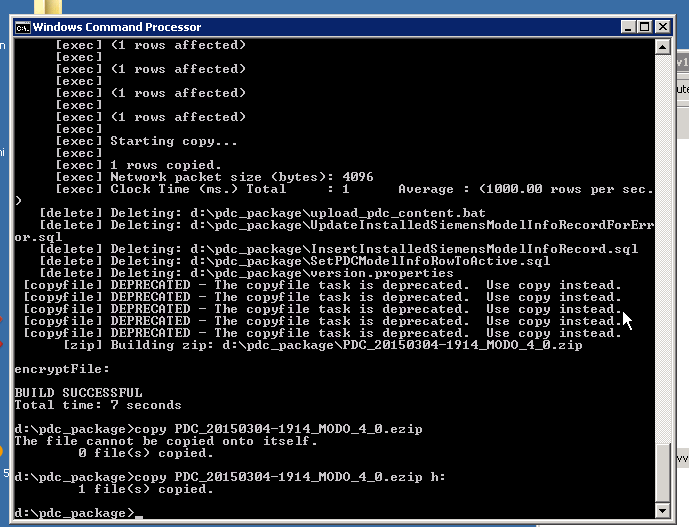 Windows Command Processor
[exec] (1 rows affected)
[exec]
[exec] (1 rows affected)
[exec]
[exec] (1 rows affected)
[exec]
[exec] (1 rows affected)
[exec]
[exec] Starting copy...
[exec]
[exec] 1 rows copied.
[exec] Network packet size (bytes): 4096
[exec] Clock Time (ms.) Total     : 1      Average : (1000.00 rows per sec.
)
[delete] Deleting: d:\pdc_package\upload_pdc_content.bat
[delete] Deleting: d:\pdc_package\UpdateInstalledSiemensModelInfoRecordForErr
or.sql
[delete] Deleting: d:\pdc_package\InsertInstalledSiemensModelInfoRecord.sql
[delete] Deleting: d:\pdc_package\SetPDCModelInfoRowToActive.sql
[delete] Deleting: d:\pdc_package\version.properties
[copyfile] DEPRECATED - The copyfile task is deprecated.  Use copy instead.
[copyfile] DEPRECATED - The copyfile task is deprecated.  Use copy instead.
[copyfile] DEPRECATED - The copyfile task is deprecated.  Use copy instead.
[copyfile] DEPRECATED - The copyfile task is deprecated.  Use copy instead.
[copyfile] DEPRECATED - The copyfile task is deprecated.  Use copy instead.
[zip] Building zip: d:\pdc_package\PDC_20150304-1914_MODO_4_0.zip
encryptFile:
BUILD SUCCESSFUL
Total time: 7 seconds
d:\pdc_package>copy PDC_20150304-1914_MODO_4_0.ezip
The file cannot be copied onto itself.
0 file(s) copied.
d:\pdc_package>copy PDC_20150304-1914_MODO_4_0.ezip h:
1 file(s) copied.
d:\pdc_package>_